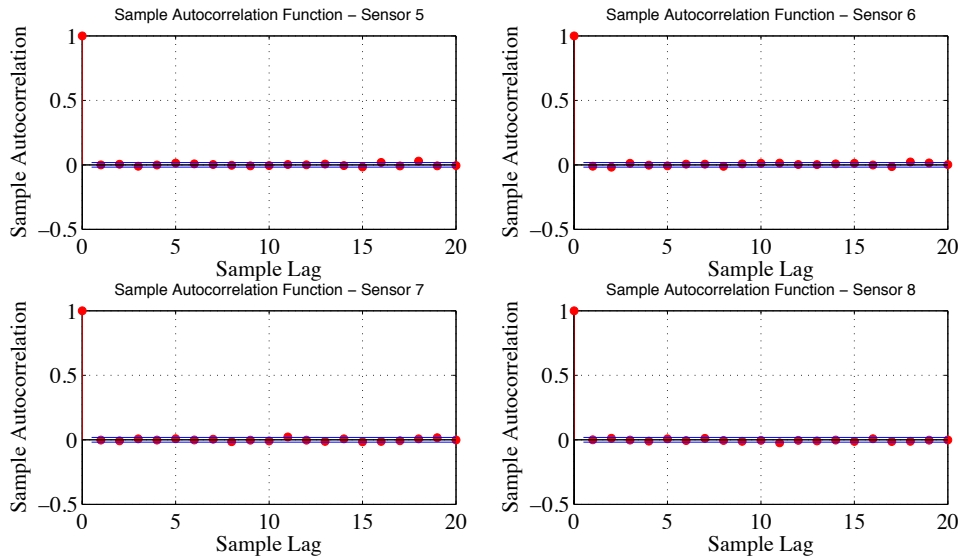 Sample Autocorrelation Function – Sensor 5
Sample Autocorrelation
1
0.5
0
–0.5
0 5 10 15 20
Sample Lag
Sample Autocorrelation Function – Sensor 6
Sample Autocorrelation
1
0.5
0
–0.5
0 5 10 15 20
Sample Lag
Sample Autocorrelation Function – Sensor 7
Sample Autocorrelation
1
0.5
0
–0.5
0 5 10 15 20
Sample Lag
Sample Autocorrelation Function – Sensor 8
Sample Autocorrelation
1
0.5
0
–0.5
0 5 10 15 20
Sample Lag